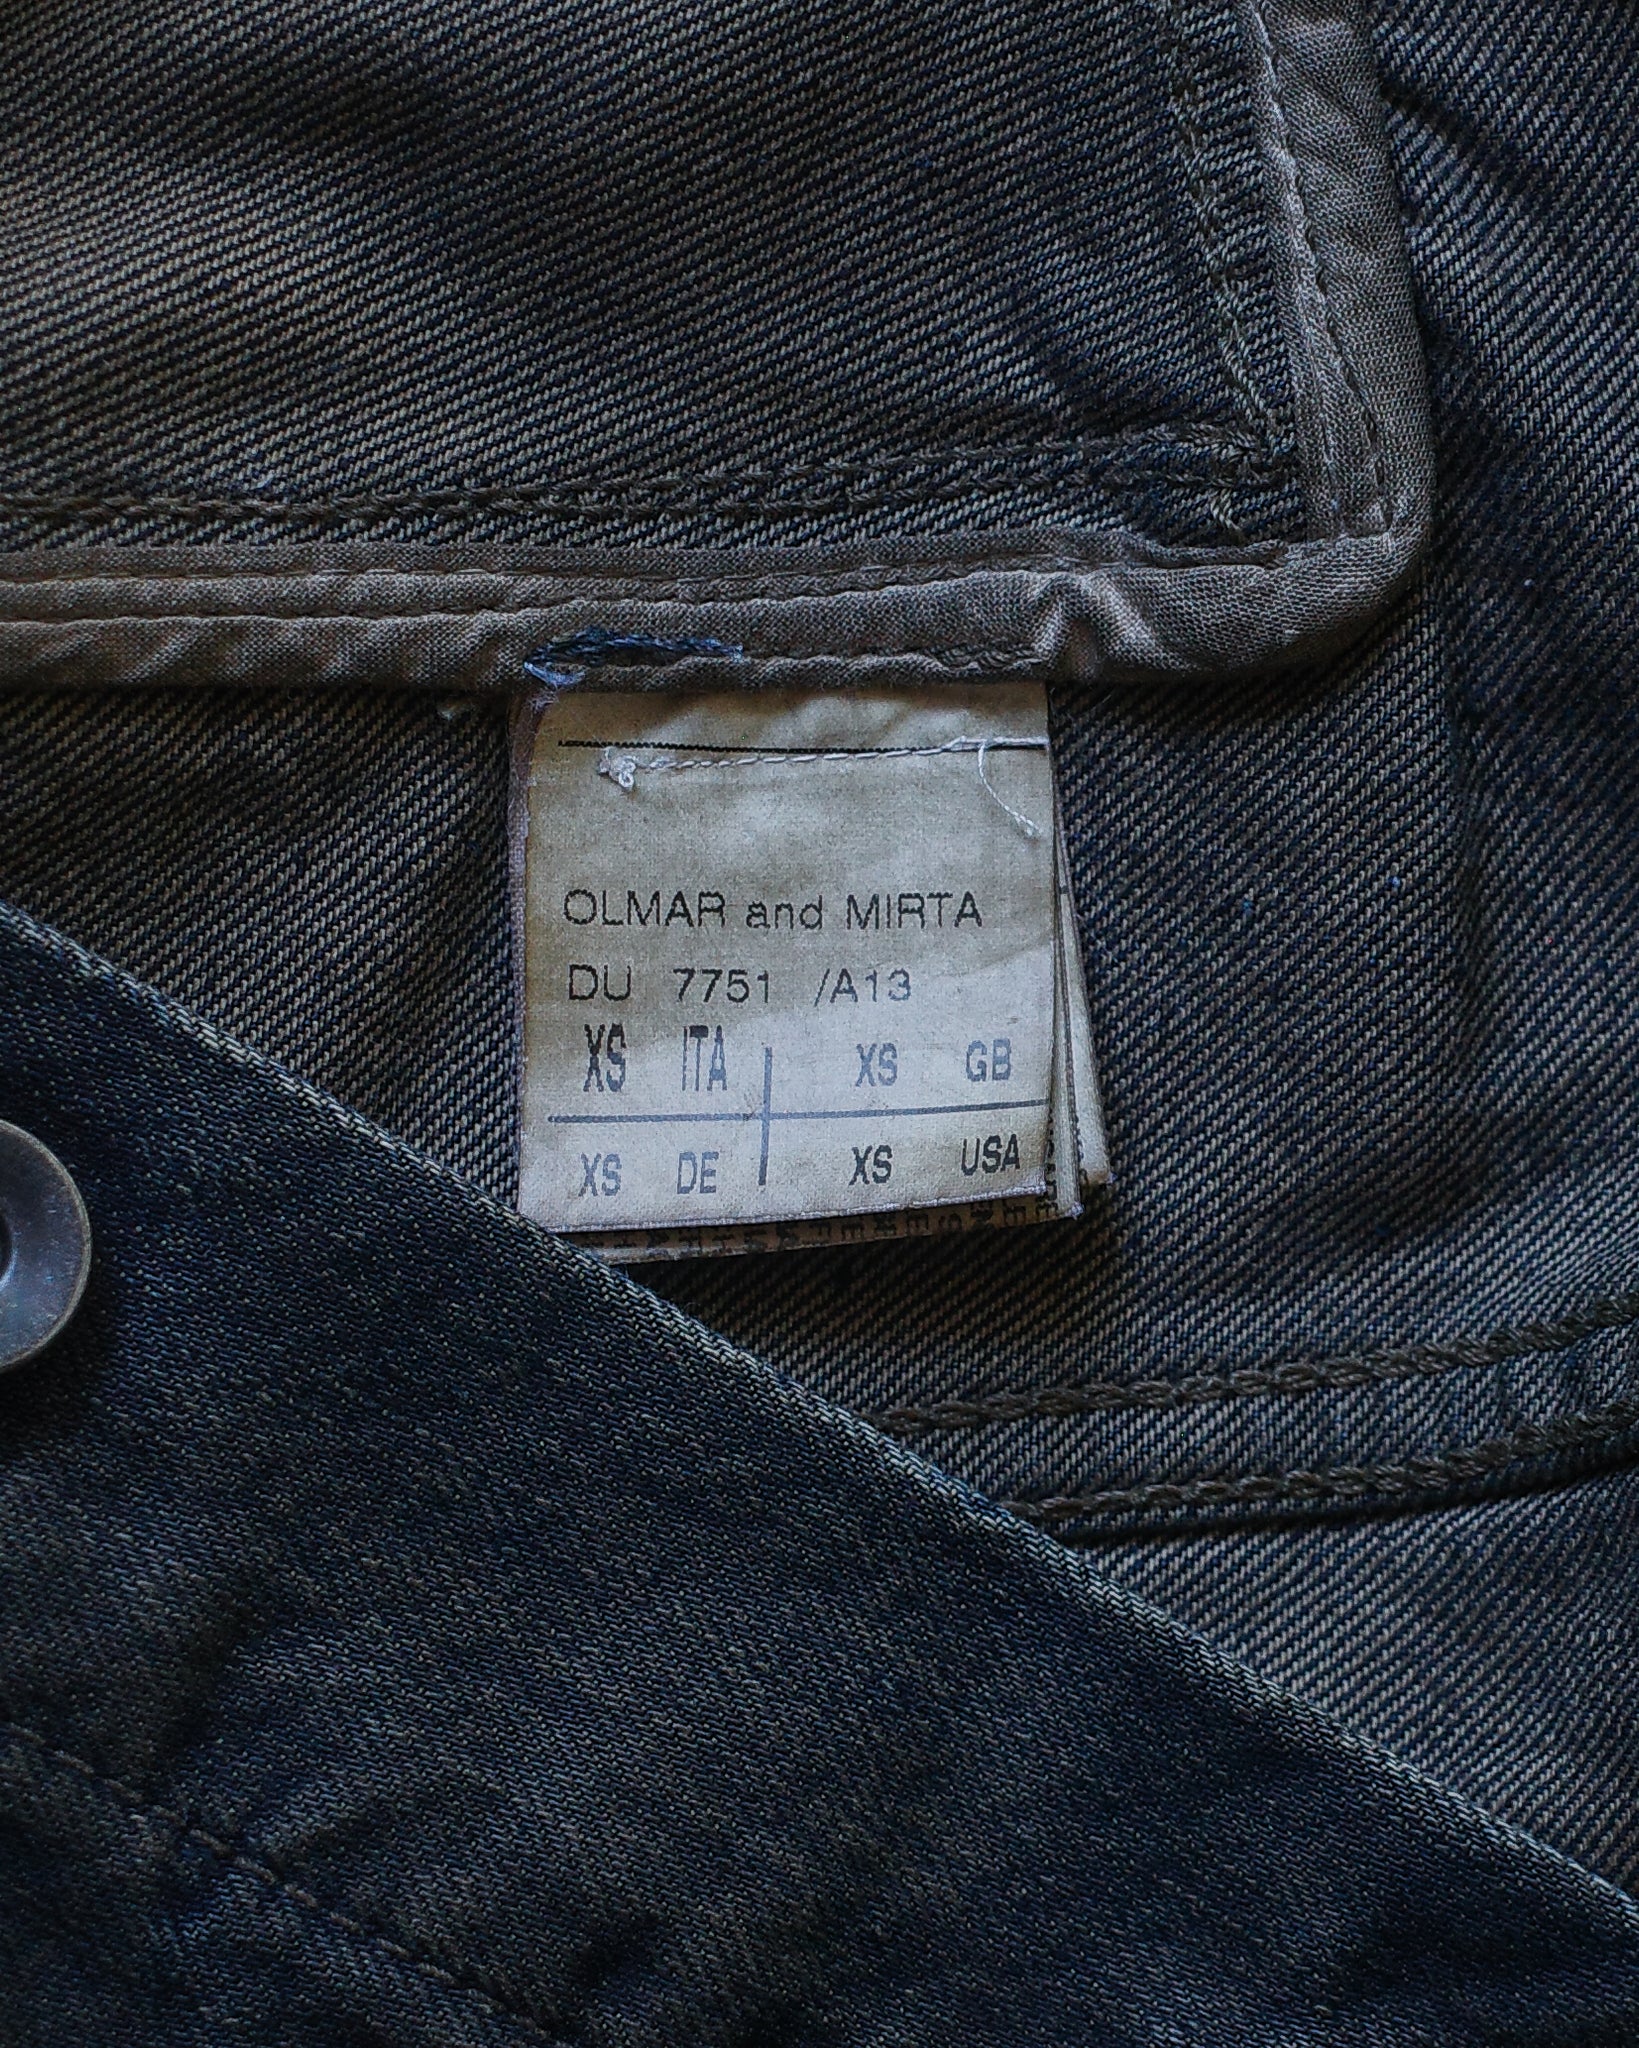 OLMAR and MIRTA
DU 7751 /A13
XS ITA XS GB
XS DE XS USA